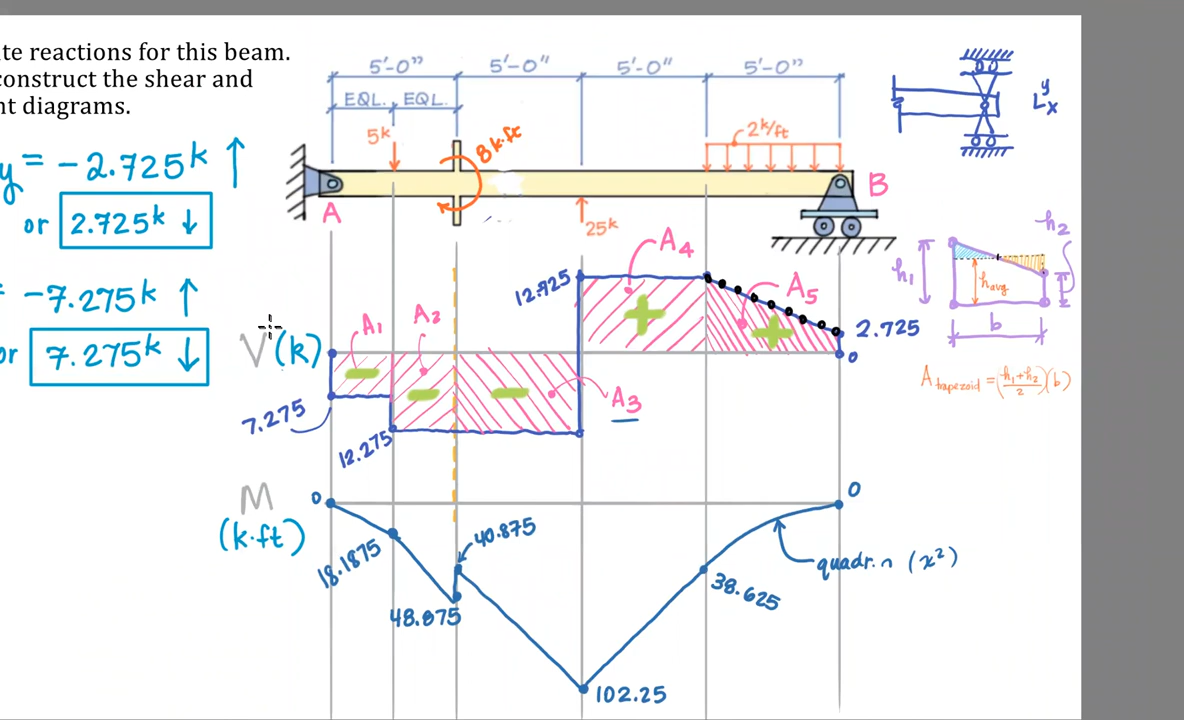 te reactions for this beam.
construct the shear and
nt diagrams.
y = -2.725k ↑
or 2.725k ↓
= -7.275k ↑
or 7.275k ↓
5'-0" 5'-0" 5'-0" 5'-0"
EQL. EQL.
5k
8k·ft
2k/ft
A
B
25k
y
x
V(k)
A1
A2
A3
A4
A5
7.275
12.275
12.725
2.725
0
h1
h2
havg
b
A trapezoid = (h1+h2/2)(b)
M
(k·ft)
0
18.1875
48.875
40.875
102.25
38.625
quadr.n (x²)
0